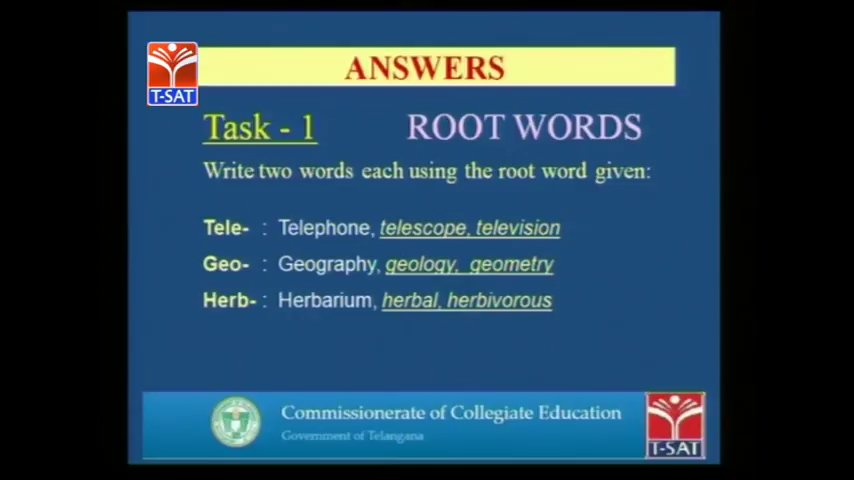 ANSWERS
T-SAT
Task - 1 ROOT WORDS
Write two words each using the root word given:
Tele- : Telephone, telescope, television
Geo- : Geography, geology, geometry
Herb- : Herbarium, herbal, herbivorous
Commissionerate of Collegiate Education
Government of Telangana
T-SAT